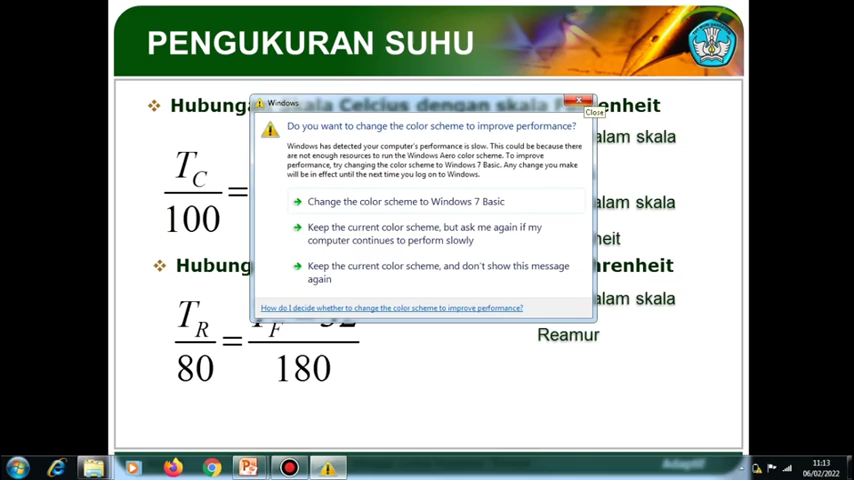 PENGUKURAN SUHU
Windows
Close
Do you want to change the color scheme to improve performance?
Windows has detected your computer's performance is slow. This could be because there
are not enough resources to run the Windows Aero color scheme. To improve
performance, try changing the color scheme to Windows 7 Basic. Any change you make
will be in effect until the next time you log on to Windows.
Change the color scheme to Windows 7 Basic
Keep the current color scheme, but ask me again if my
computer continues to perform slowly
Keep the current color scheme, and don't show this message
again
How do I decide whether to change the color scheme to improve performance?
Hubungan skala Celcius dengan skala Fahrenheit
alam skala
T_C
100
=
alam skala
Hubung
hrenheit
alam skala
T_R
80
=
180
Reamur
Adaptif
11:13
06/02/2022